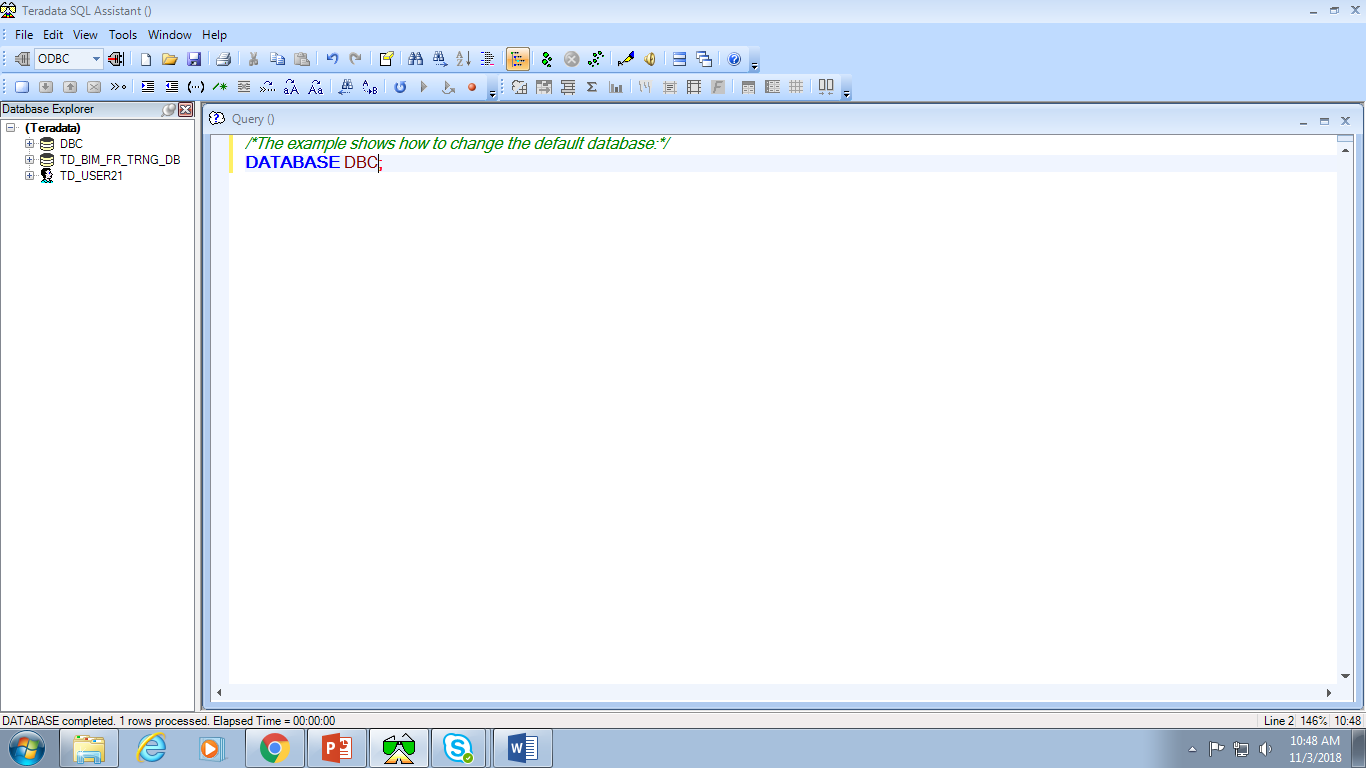 Teradata SQL Assistant ()
File Edit View Tools Window Help
ODBC
Database Explorer
(Teradata)
DBC
TD_BIM_FR_TRNG_DB
TD_USER21
Query ()
/*The example shows how to change the default database:*/
DATABASE DBC;
DATABASE completed. 1 rows processed. Elapsed Time = 00:00:00
Line 2 146% 10:48
10:48 AM
11/3/2018